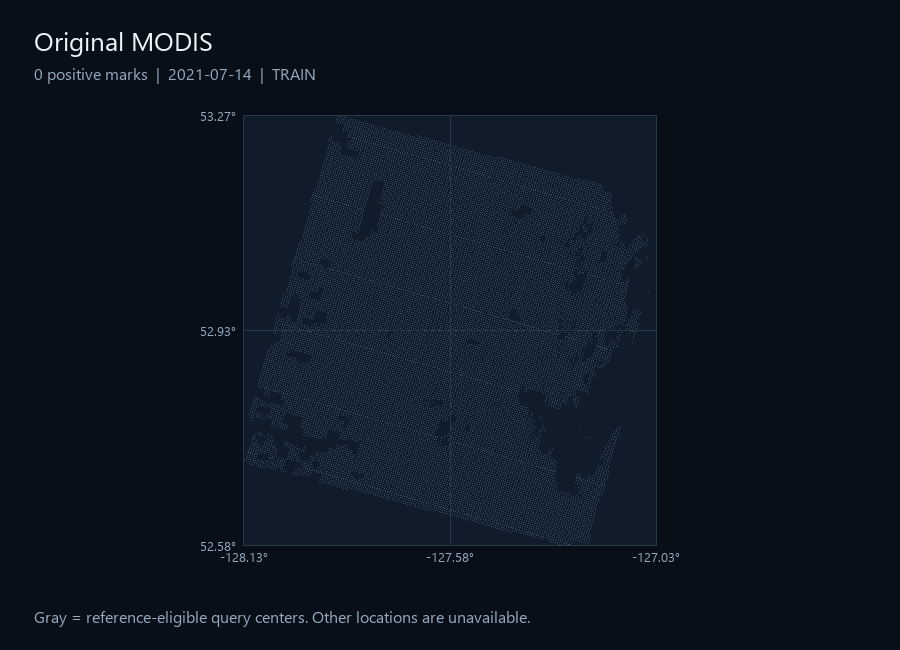 Original MODIS
0 positive marks | 2021-07-14 | TRAIN
53.27°
52.93°
52.58°
-128.13°
-127.58°
-127.03°
Gray = reference-eligible query centers. Other locations are unavailable.